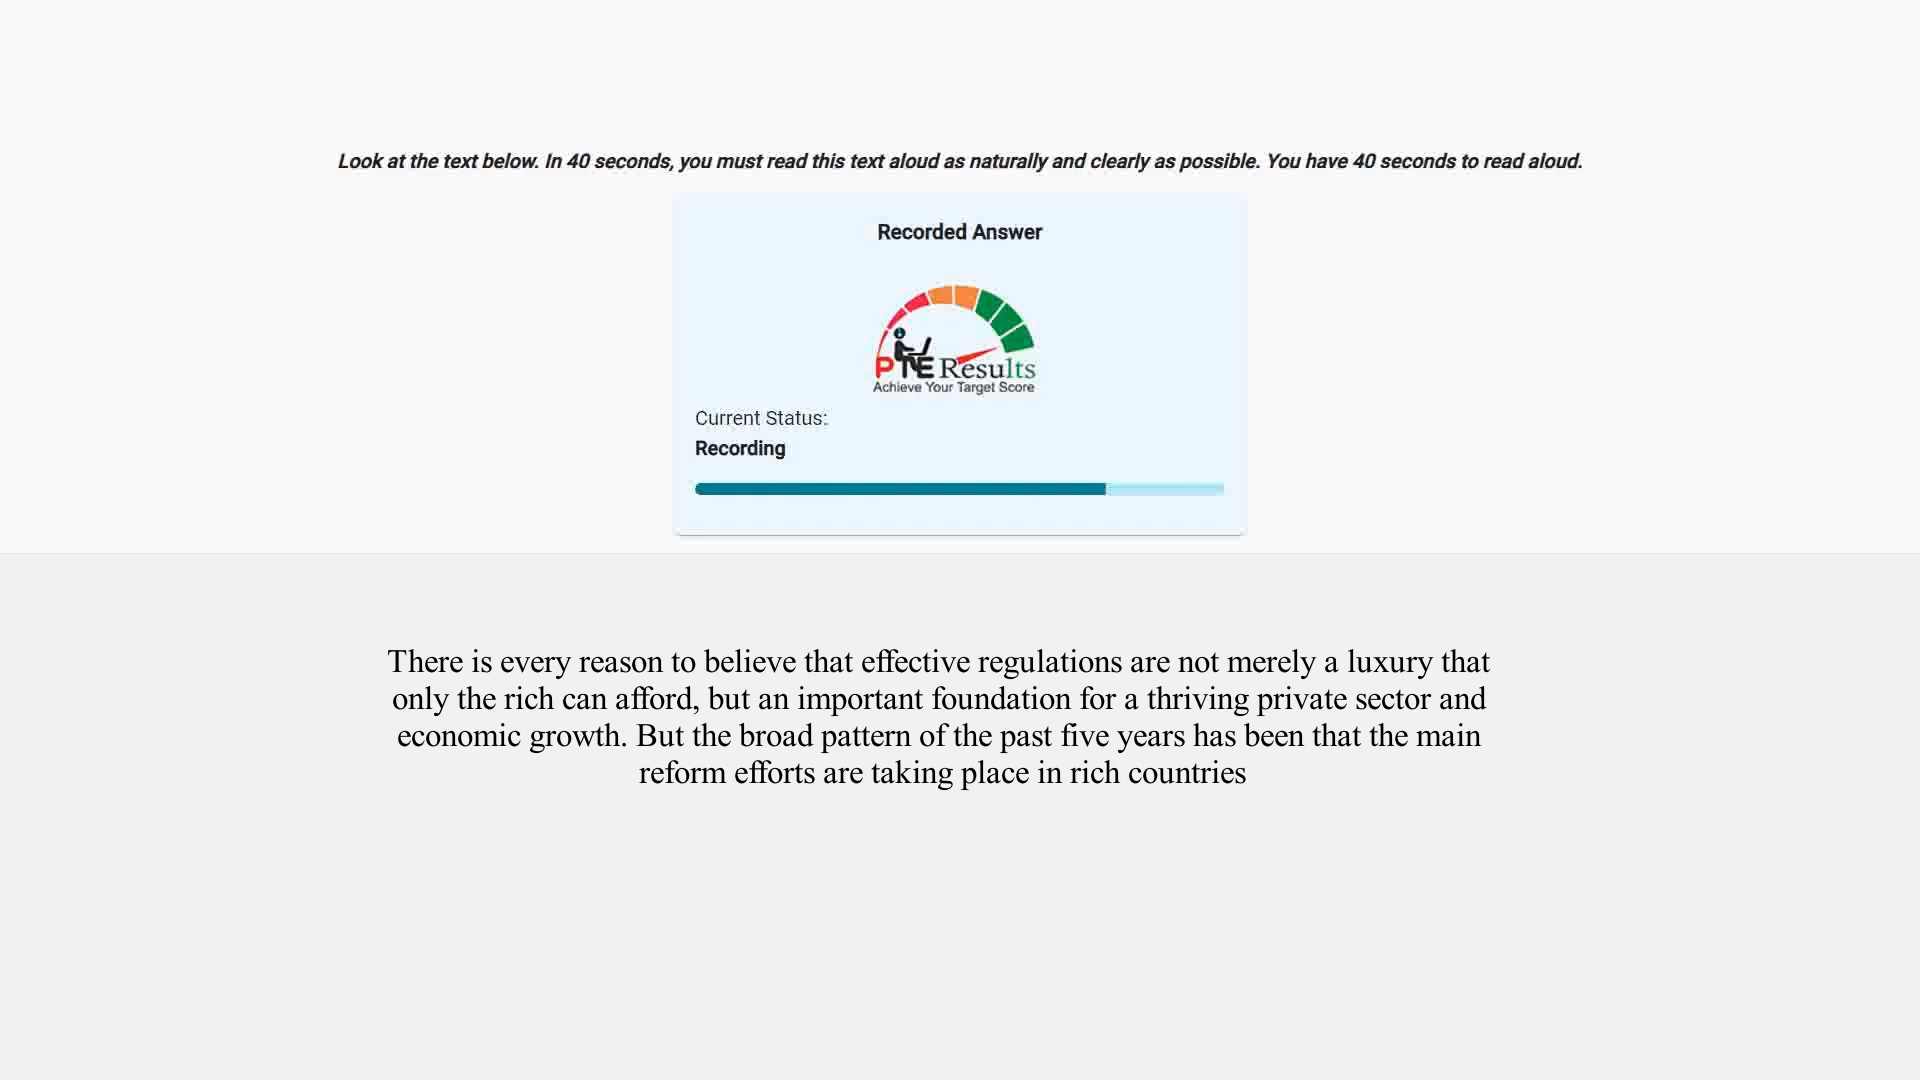 Look at the text below. In 40 seconds, you must read this text aloud as naturally and clearly as possible. You have 40 seconds to read aloud.
Recorded Answer
PTE Results
Achieve Your Target Score
Current Status:
Recording
There is every reason to believe that effective regulations are not merely a luxury that
only the rich can afford, but an important foundation for a thriving private sector and
economic growth. But the broad pattern of the past five years has been that the main
reform efforts are taking place in rich countries